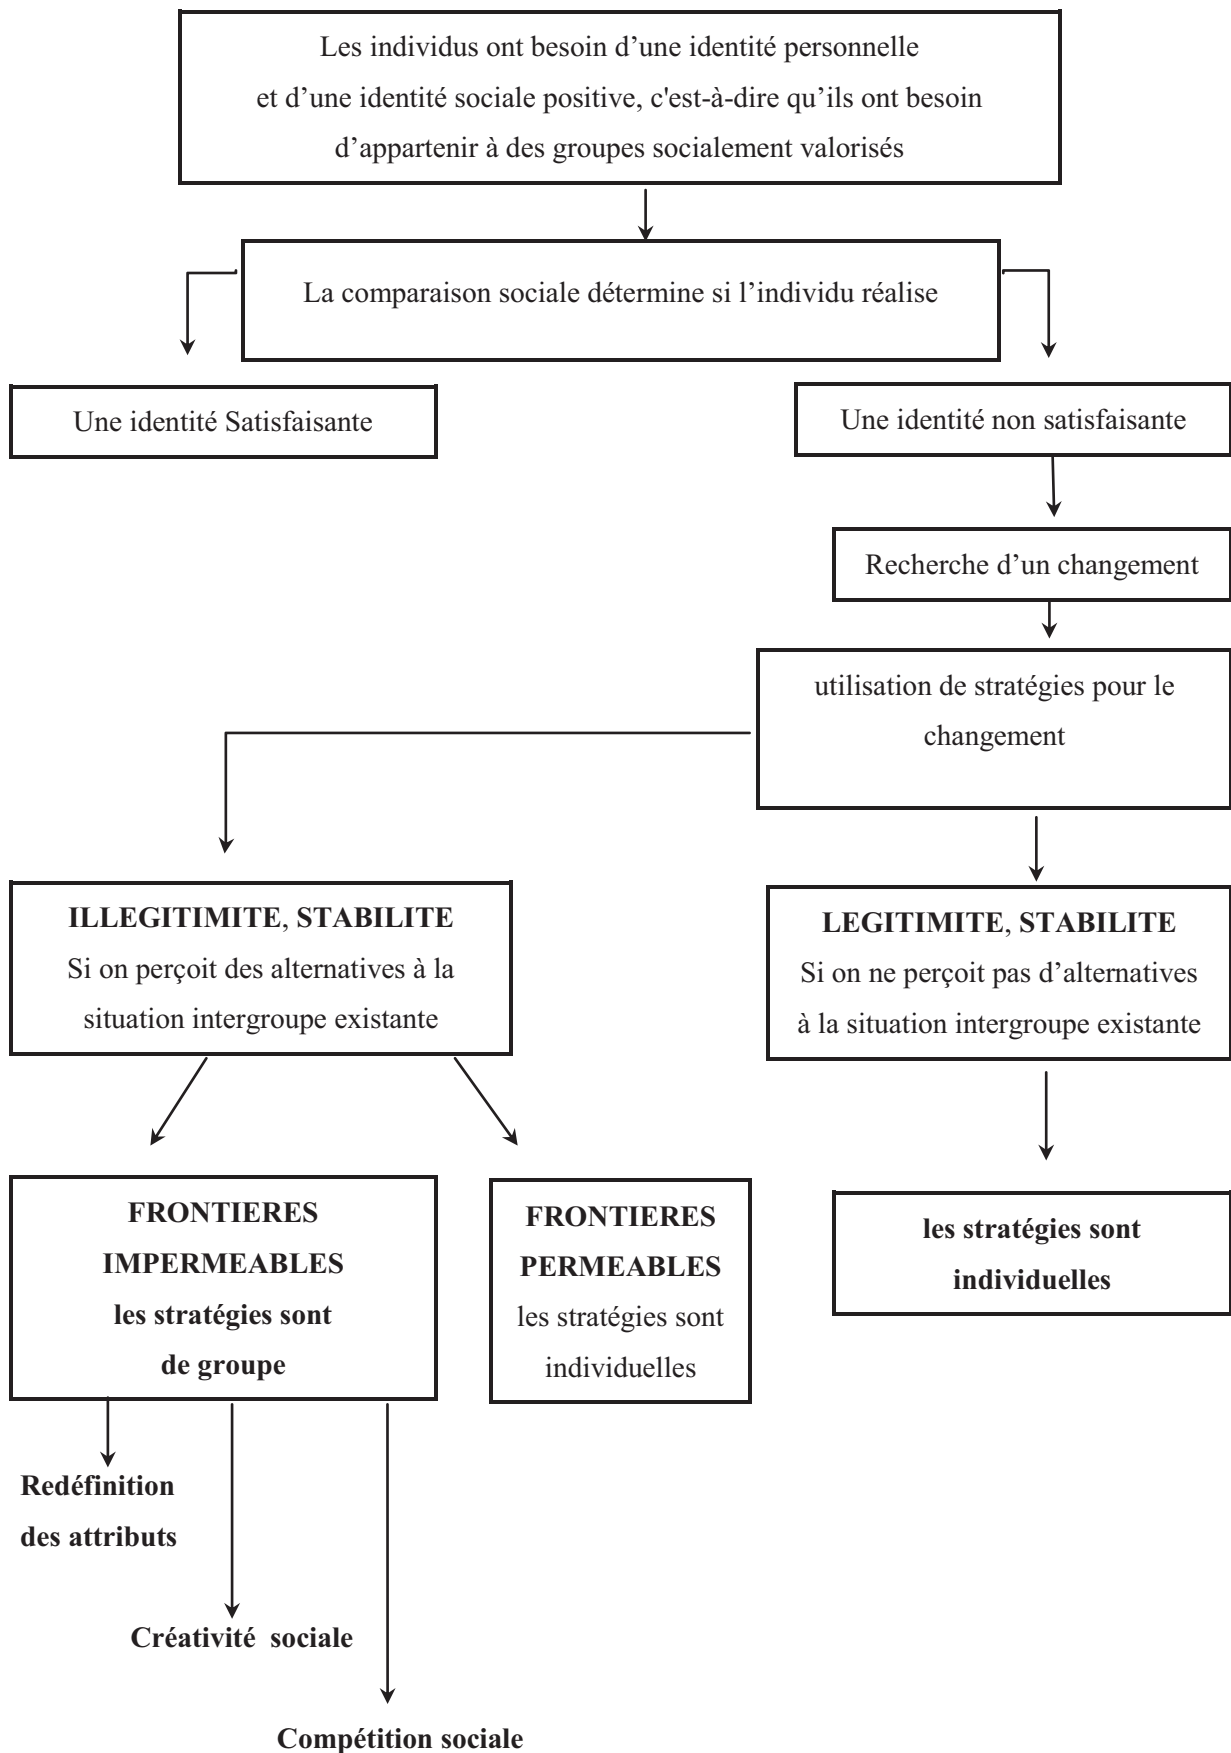 Les individus ont besoin d’une identité personnelle
et d’une identité sociale positive, c'est-à-dire qu’ils ont besoin
d’appartenir à des groupes socialement valorisés
La comparaison sociale détermine si l’individu réalise
Une identité Satisfaisante
Une identité non satisfaisante
Recherche d’un changement
utilisation de stratégies pour le
changement
ILLEGITIMITE, STABILITE
Si on perçoit des alternatives à la
situation intergroupe existante
LEGITIMITE, STABILITE
Si on ne perçoit pas d’alternatives
à la situation intergroupe existante
FRONTIERES
IMPERMEABLES
les stratégies sont
de groupe
FRONTIERES
PERMEABLES
les stratégies sont
individuelles
les stratégies sont
individuelles
Redéfinition
des attributs
Créativité sociale
Compétition sociale